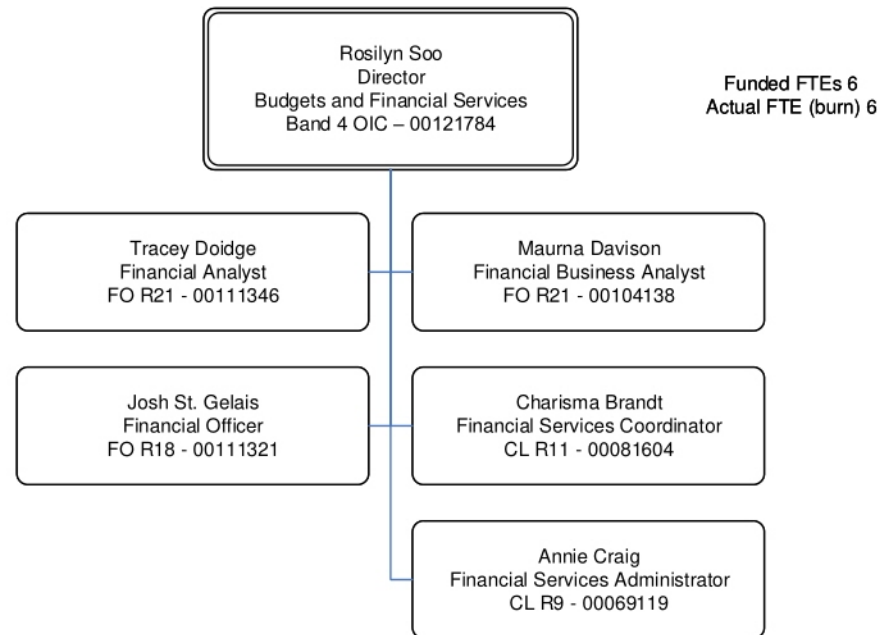 Rosilyn Soo
Director
Budgets and Financial Services
Band 4 OIC – 00121784
Funded FTEs 6
Actual FTE (burn) 6
Tracey Doidge
Financial Analyst
FO R21 - 00111346
Maurna Davison
Financial Business Analyst
FO R21 - 00104138
Josh St. Gelais
Financial Officer
FO R18 - 00111321
Charisma Brandt
Financial Services Coordinator
CL R11 - 00081604
Annie Craig
Financial Services Administrator
CL R9 - 00069119